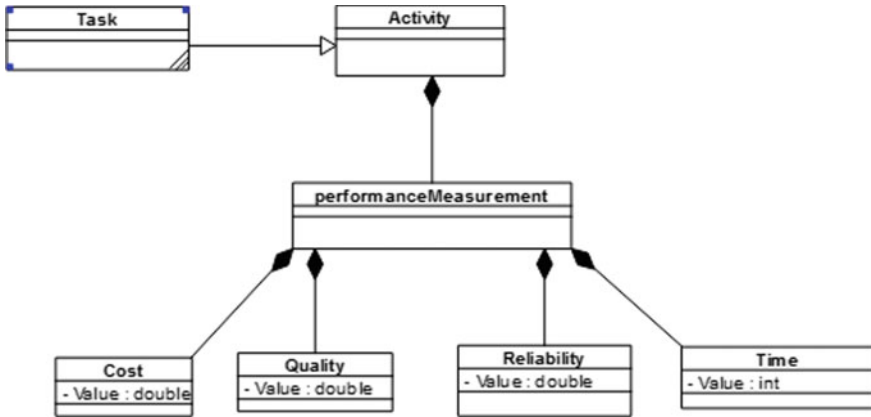 Task
Activity
performanceMeasurement
Cost
- Value : double
Quality
- Value : double
Reliability
- Value : double
Time
- Value : int